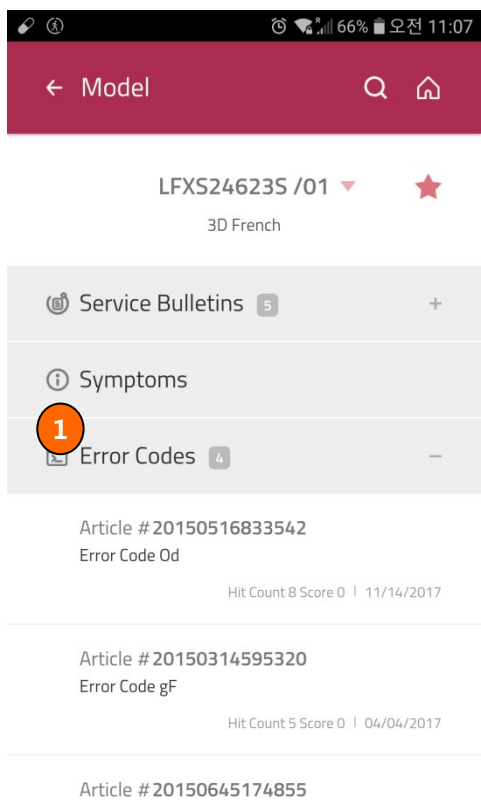 66% 오전 11:07
Model
LFXS24623S /01
3D French
Service Bulletins 5
Symptoms
1
Error Codes 4
Article #20150516833542
Error Code Od
Hit Count 8 Score 0 | 11/14/2017
Article #20150314595320
Error Code gF
Hit Count 5 Score 0 | 04/04/2017
Article #20150645174855